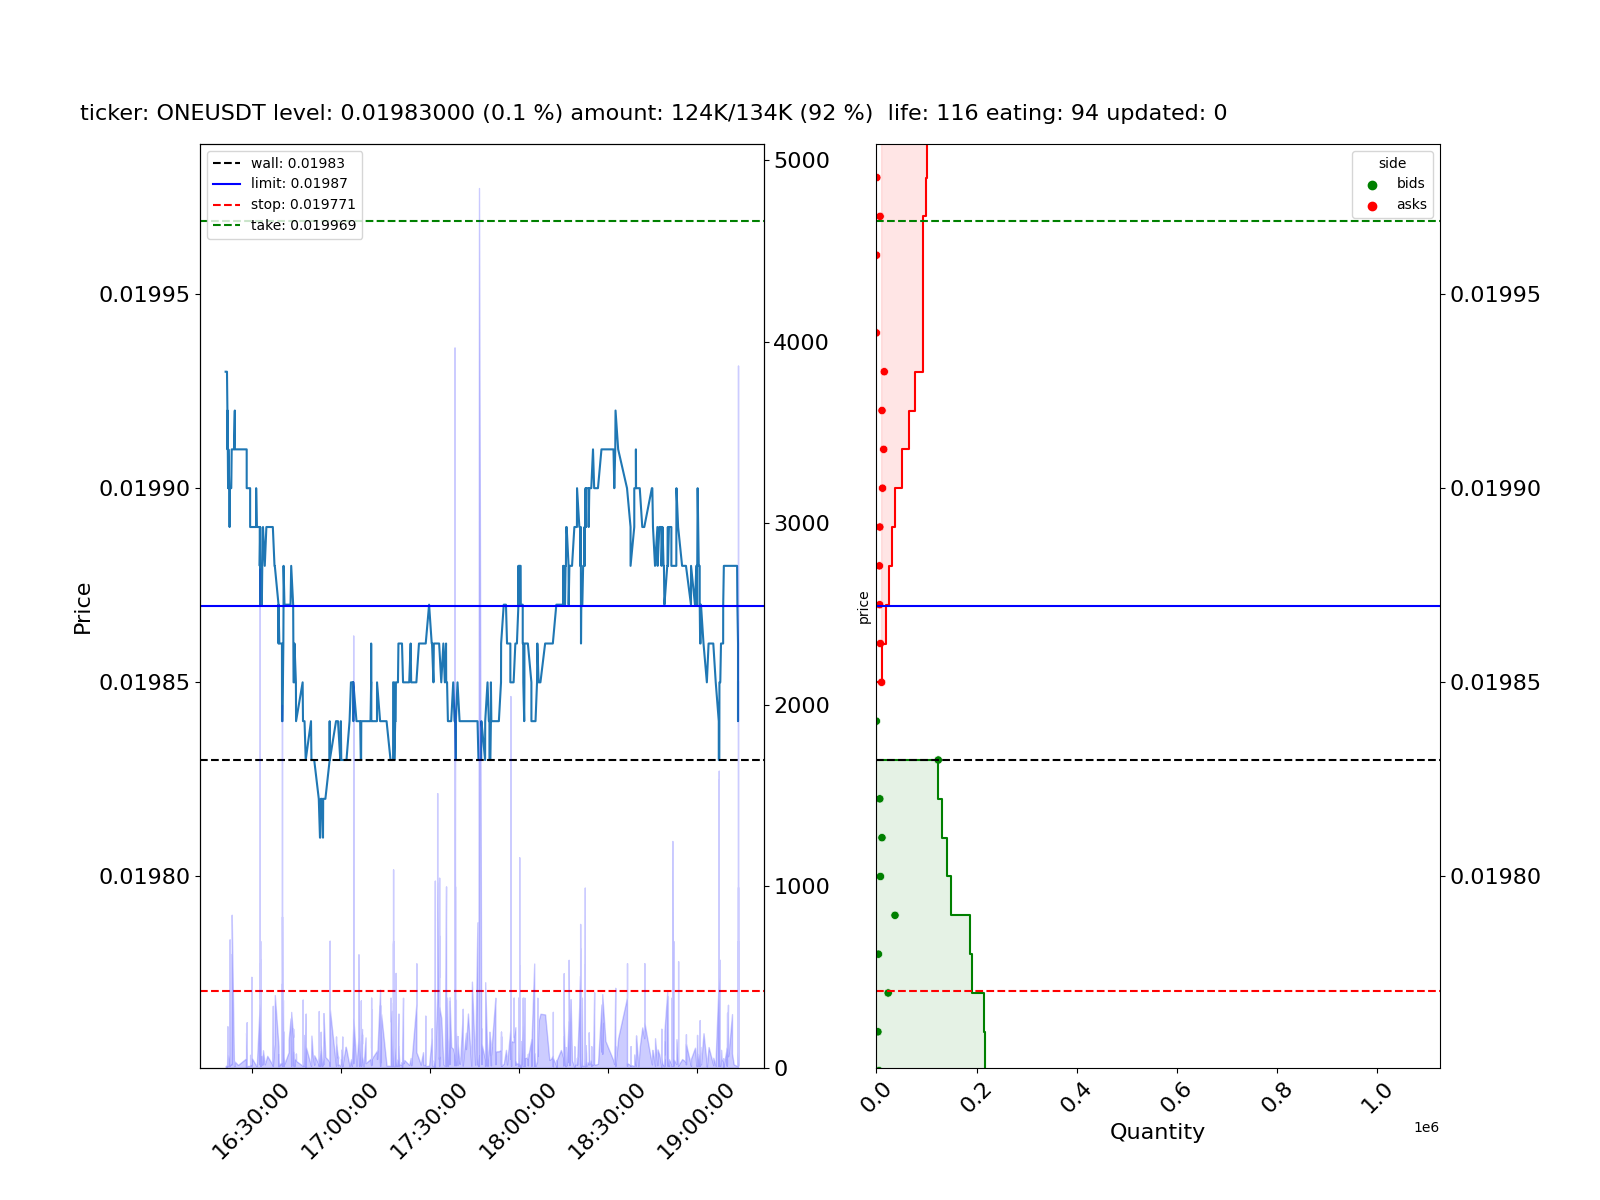 ticker: ONEUSDT level: 0.01983000 (0.1 %) amount: 124K/134K (92 %)  life: 116 eating: 94 updated: 0
wall: 0.01983
limit: 0.01987
stop: 0.019771
take: 0.019969
Price
0.01995
0.01990
0.01985
0.01980
5000
4000
3000
2000
1000
0
16:30:00
17:00:00
17:30:00
18:00:00
18:30:00
19:00:00
side
bids
asks
price
0.01995
0.01990
0.01985
0.01980
0.0
0.2
0.4
0.6
0.8
1.0
1e6
Quantity